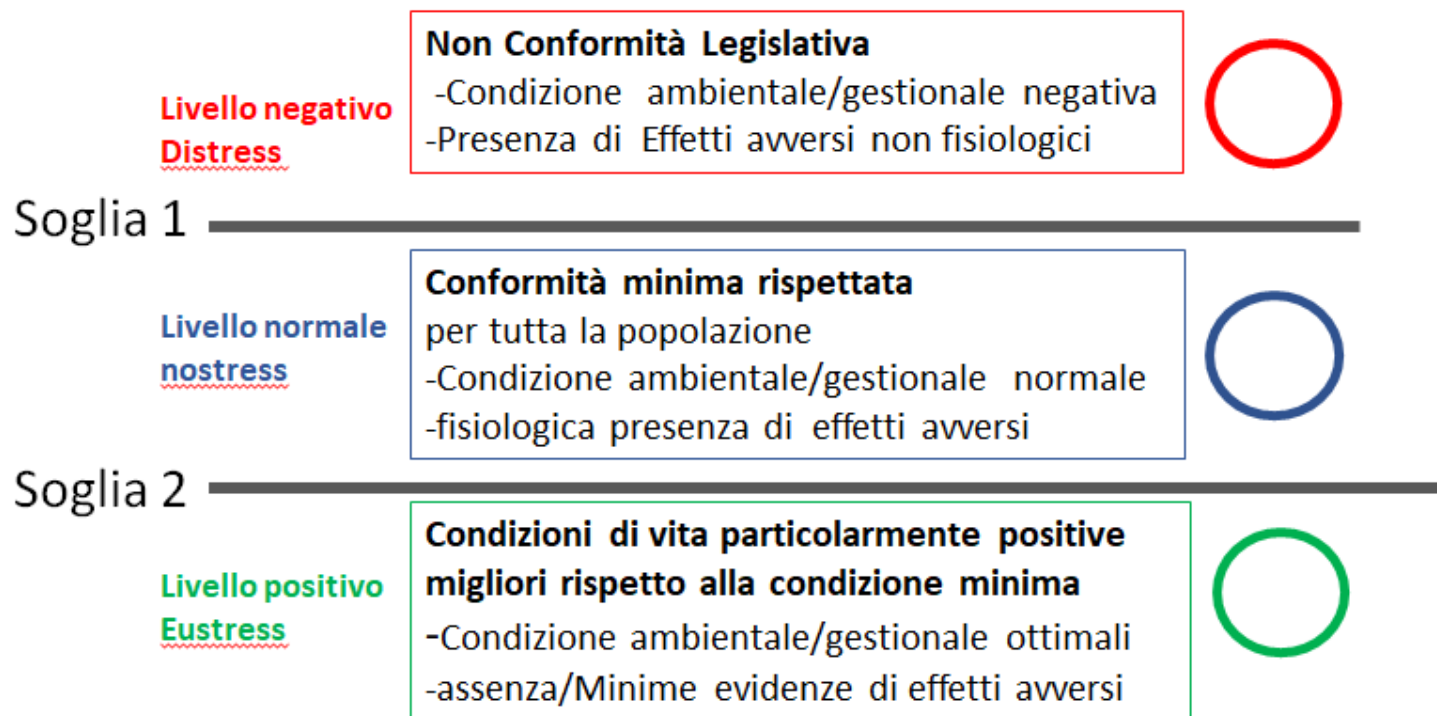 Non Conformità Legislativa
-Condizione ambientale/gestionale negativa
-Presenza di Effetti avversi non fisiologici
Livello negativo
Distress
Soglia 1
Conformità minima rispettata
per tutta la popolazione
-Condizione ambientale/gestionale normale
-fisiologica presenza di effetti avversi
Livello normale
nostress
Soglia 2
Condizioni di vita particolarmente positive
migliori rispetto alla condizione minima
-Condizione ambientale/gestionale ottimali
-assenza/Minime evidenze di effetti avversi
Livello positivo
Eustress